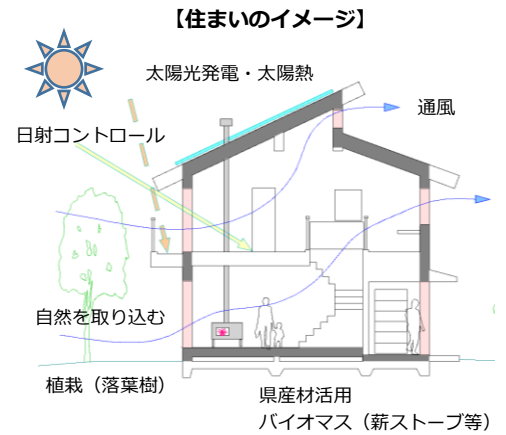 【住まいのイメージ】
太陽光発電・太陽熱
通風
日射コントロール
自然を取り込む
植栽（落葉樹）
県産材活用
バイオマス（薪ストーブ等）